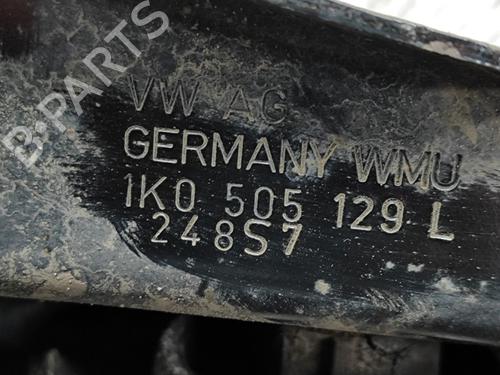 B-PARTS
VW AG
GERMANY WMU
1K0 505 129 L
248S7